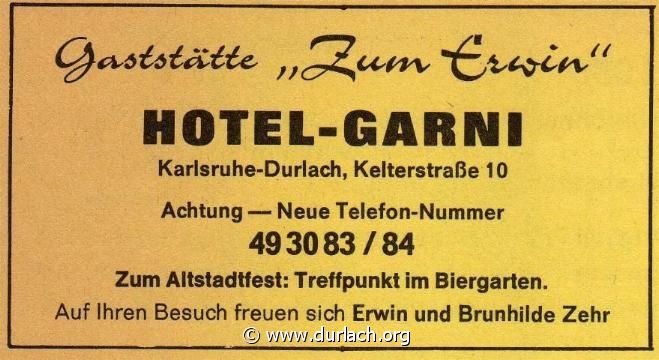 Gaststätte „Zum Erwin“
HOTEL-GARNI
Karlsruhe-Durlach, Kelterstraße 10
Achtung — Neue Telefon-Nummer
49 30 83 / 84
Zum Altstadtfest: Treffpunkt im Biergarten.
Auf Ihren Besuch freuen sich Erwin und Brunhilde Zehr
© www.durlach.org